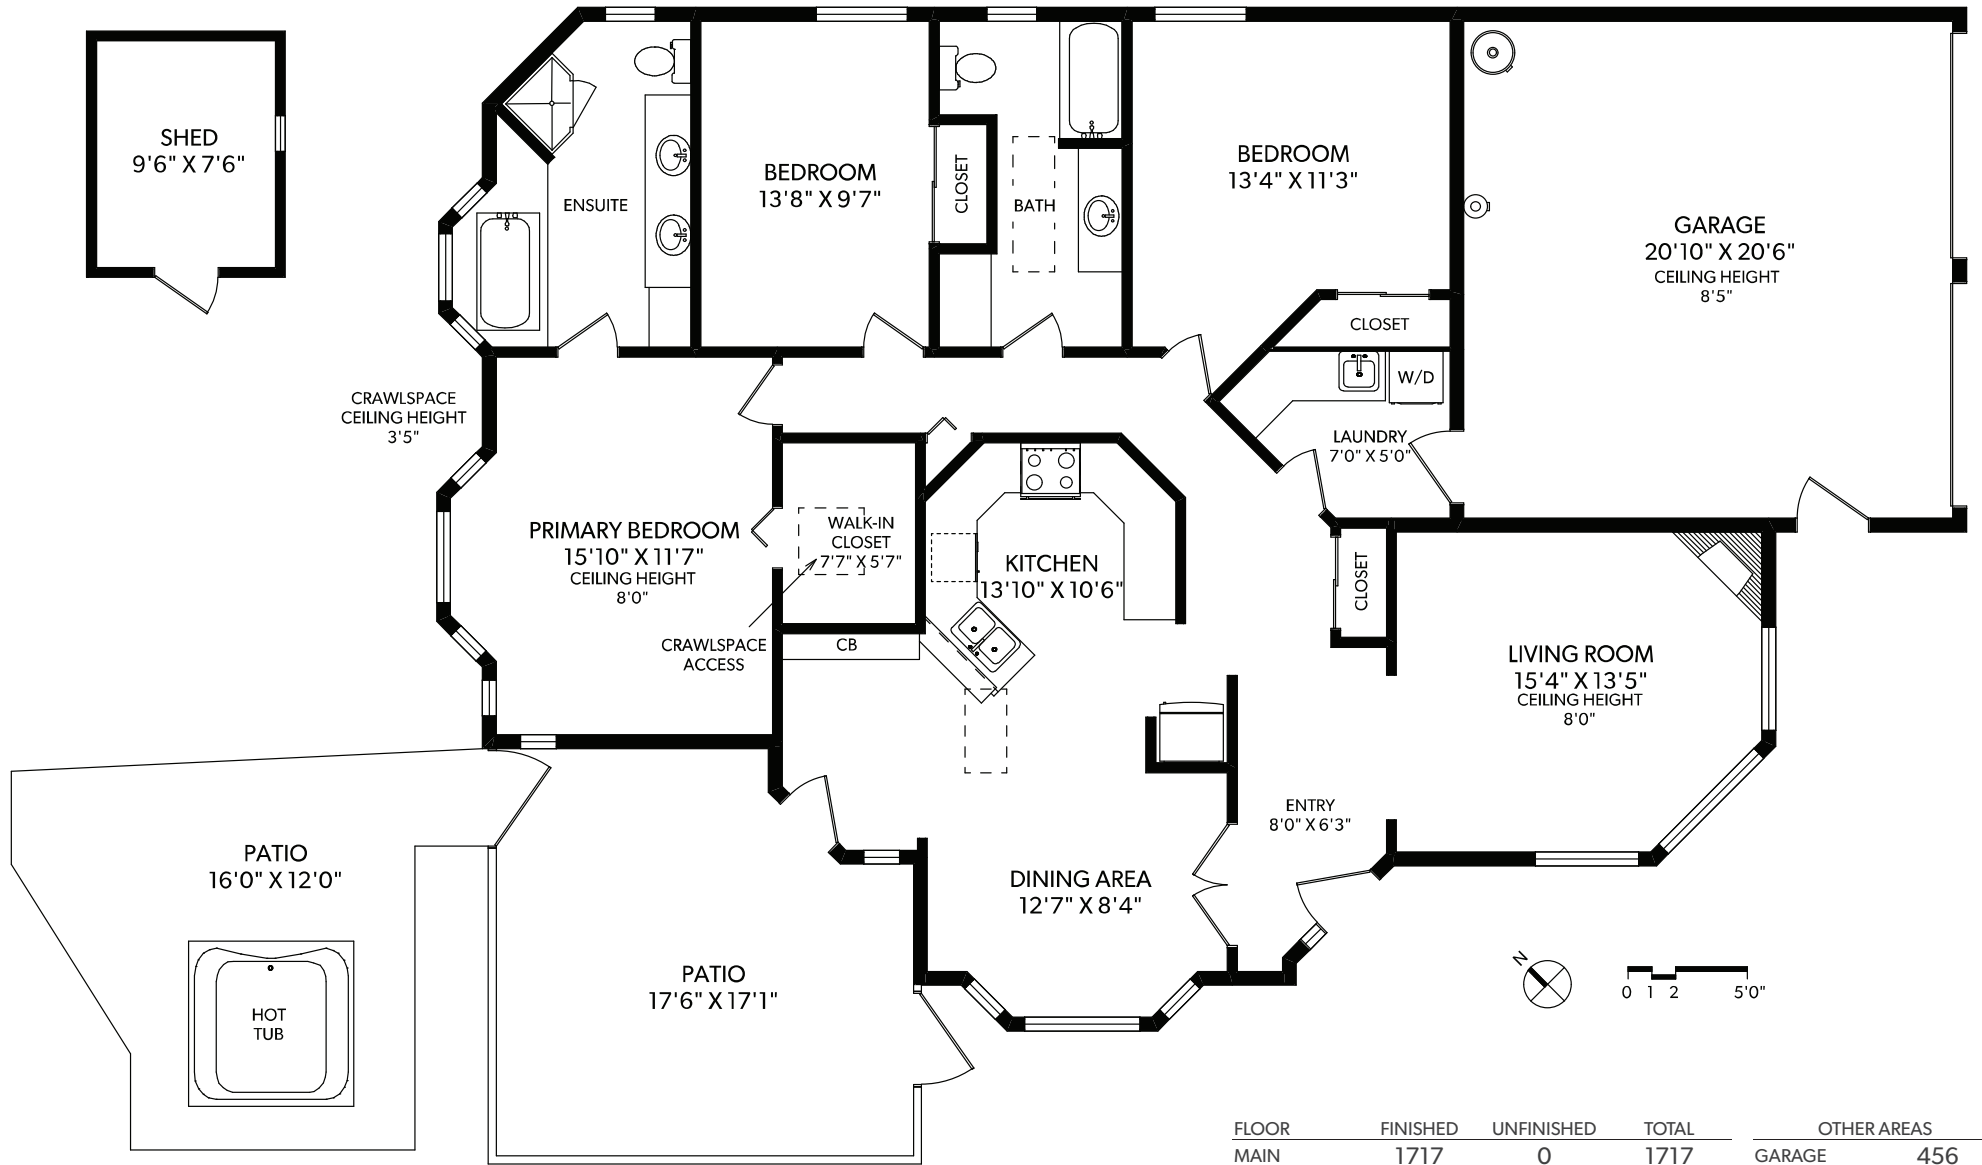 SHED
9'6" X 7'6"
ENSUITE
BEDROOM
13'8" X 9'7"
CLOSET
BATH
BEDROOM
13'4" X 11'3"
CLOSET
GARAGE
20'10" X 20'6"
CEILING HEIGHT
8'5"
W/D
LAUNDRY
7'0" X 5'0"
CRAWLSPACE
CEILING HEIGHT
3'5"
PRIMARY BEDROOM
15'10" X 11'7"
CEILING HEIGHT
8'0"
WALK-IN
CLOSET
7'7" X 5'7"
CRAWLSPACE
ACCESS
CB
KITCHEN
13'10" X 10'6"
CLOSET
LIVING ROOM
15'4" X 13'5"
CEILING HEIGHT
8'0"
ENTRY
8'0" X 6'3"
PATIO
16'0" X 12'0"
HOT
TUB
PATIO
17'6" X 17'1"
DINING AREA
12'7" X 8'4"
N
0 1 2 5'0"
FLOOR FINISHED UNFINISHED TOTAL OTHER AREAS
MAIN 1717 0 1717 GARAGE 456